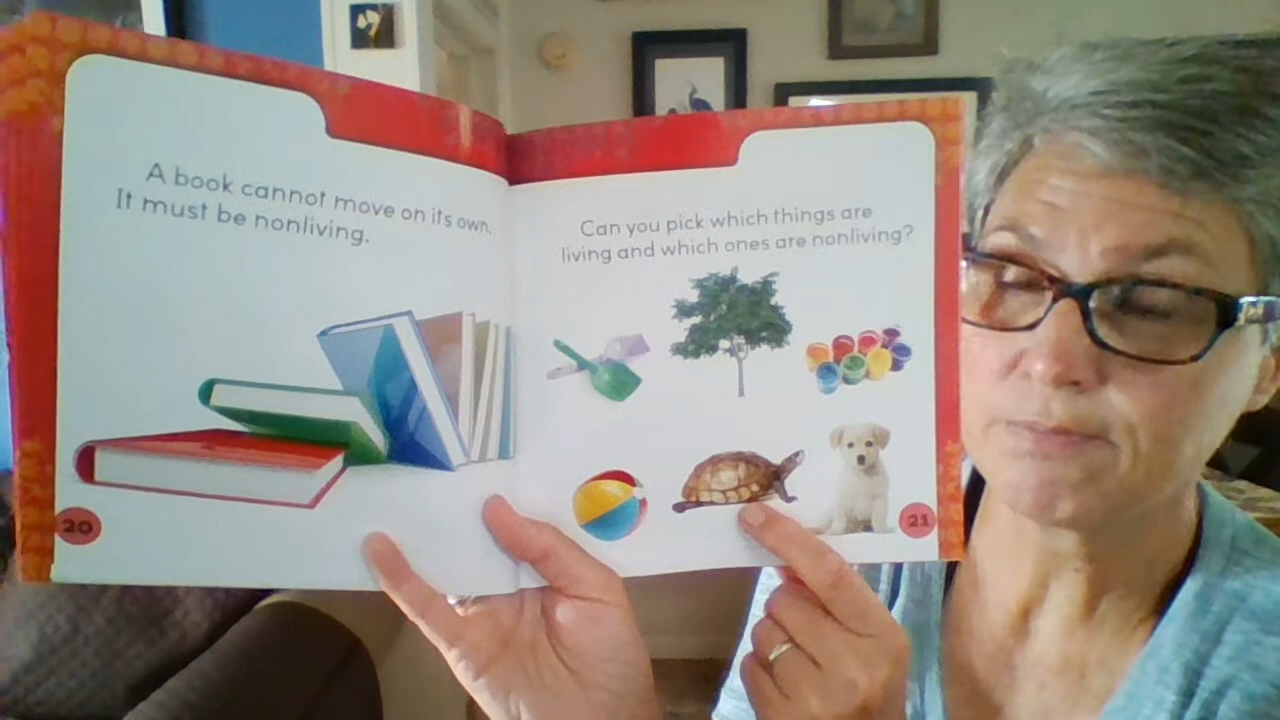 A book cannot move on its own.
It must be nonliving.
20
Can you pick which things are
living and which ones are nonliving?
21